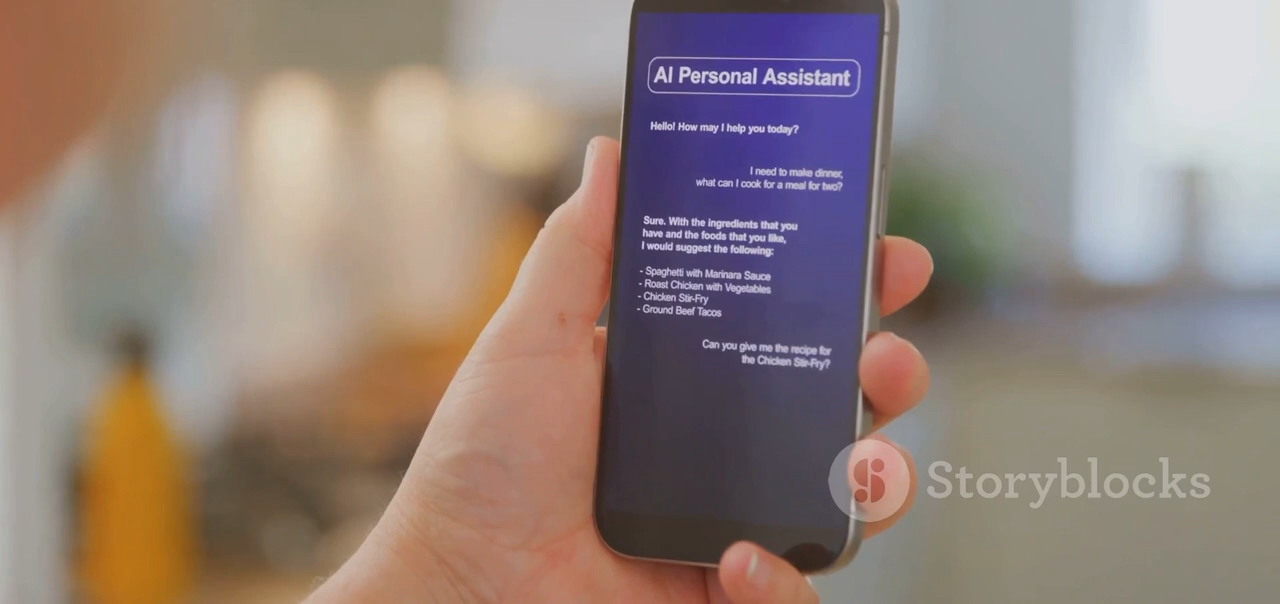 AI Personal Assistant
Hello! How may I help you today?
I need to make dinner,
what can I cook for a meal for two?
Sure. With the ingredients that you
have and the foods that you like,
I would suggest the following:
- Spaghetti with Marinara Sauce
- Roast Chicken with Vegetables
- Chicken Stir-Fry
- Ground Beef Tacos
Can you give me the recipe for
the Chicken Stir-Fry?
Storyblocks